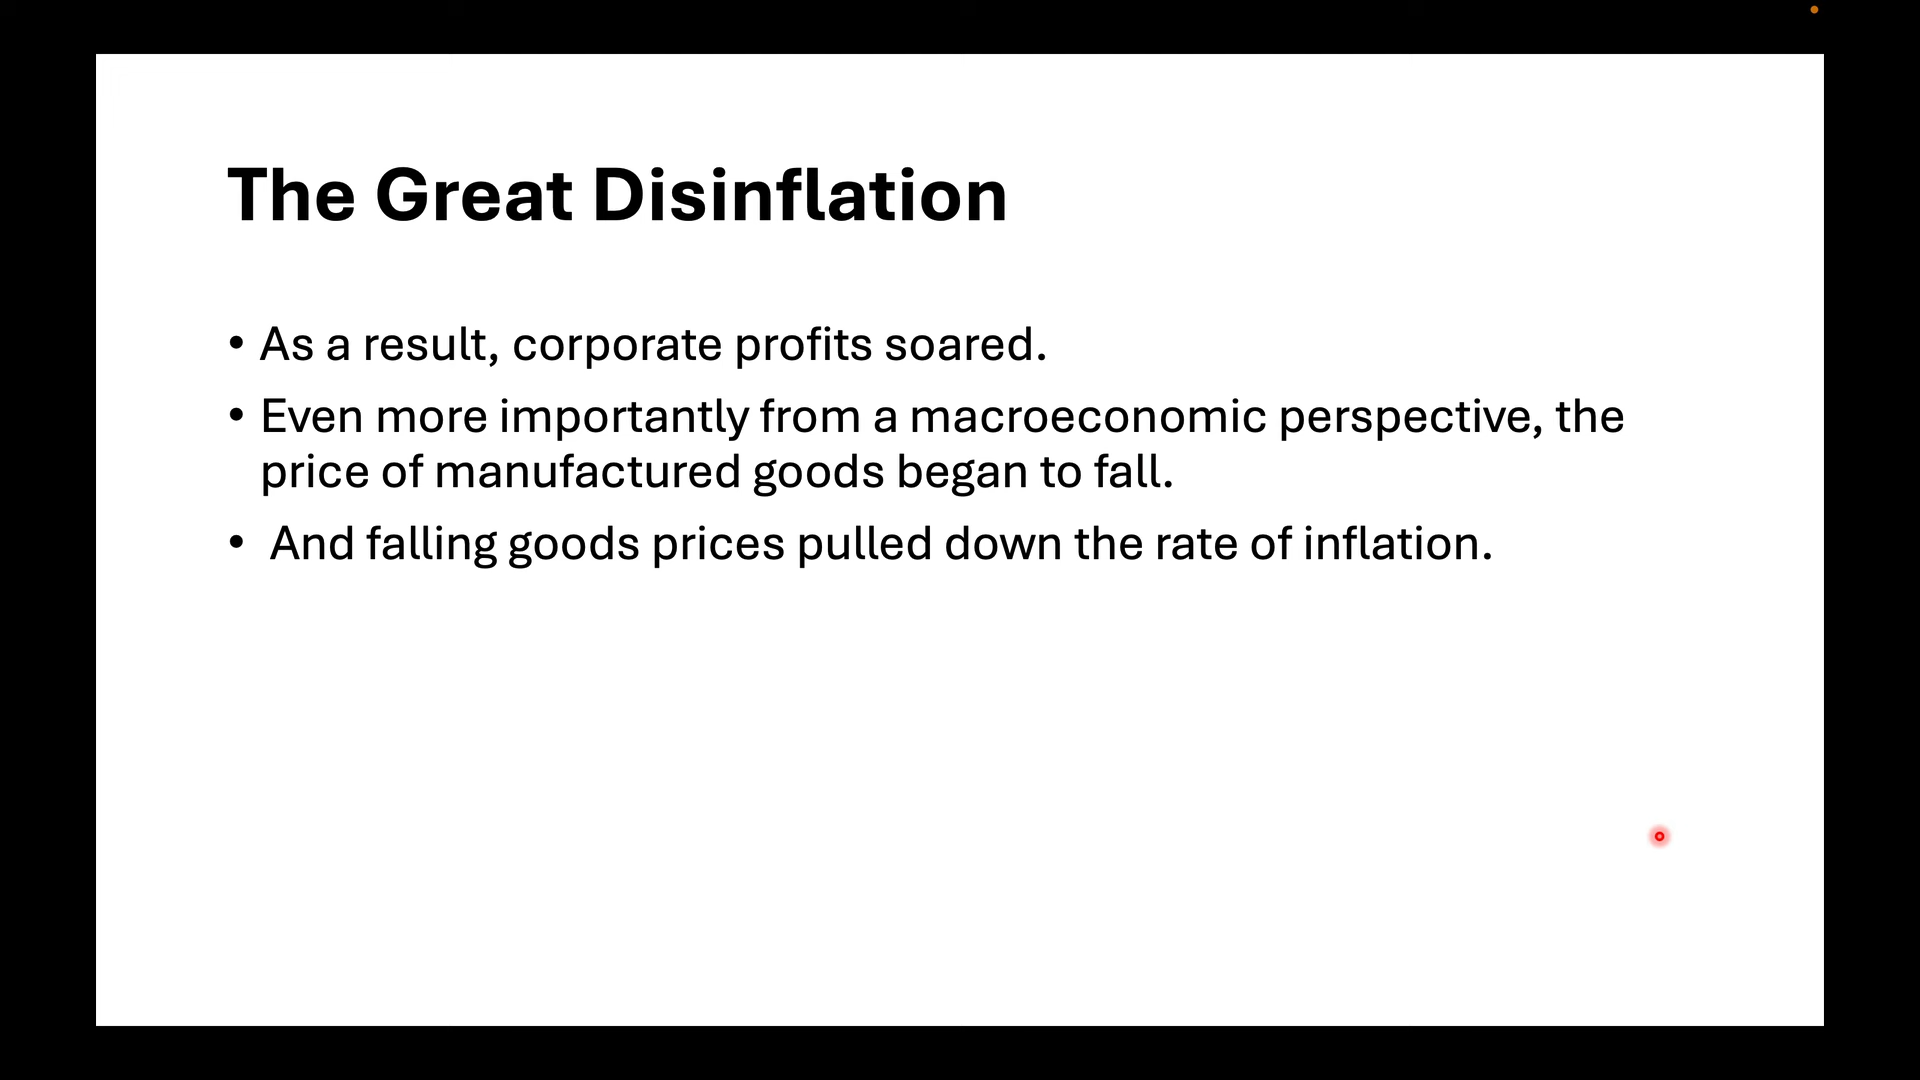 The Great Disinflation
• As a result, corporate profits soared.
• Even more importantly from a macroeconomic perspective, the
price of manufactured goods began to fall.
• And falling goods prices pulled down the rate of inflation.